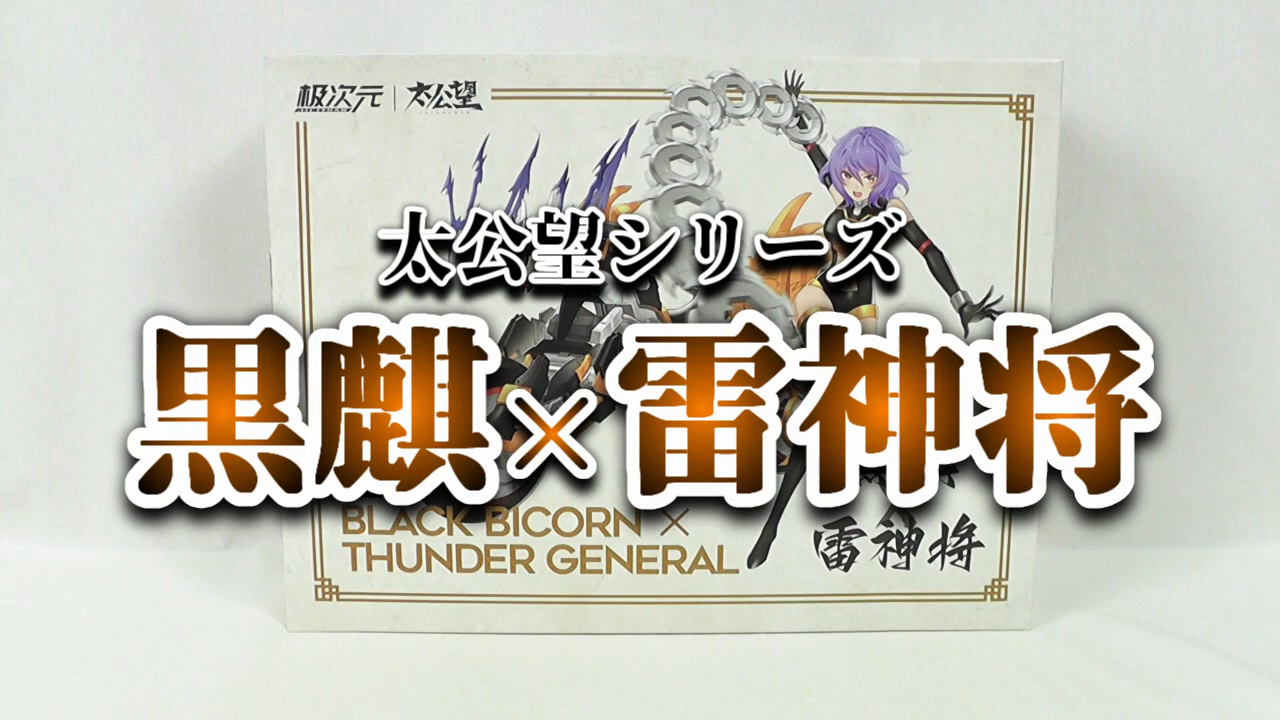 极次元 太公望
太公望シリーズ
黒麒×雷神将
BLACK BICORN ×
THUNDER GENERAL
雷神将